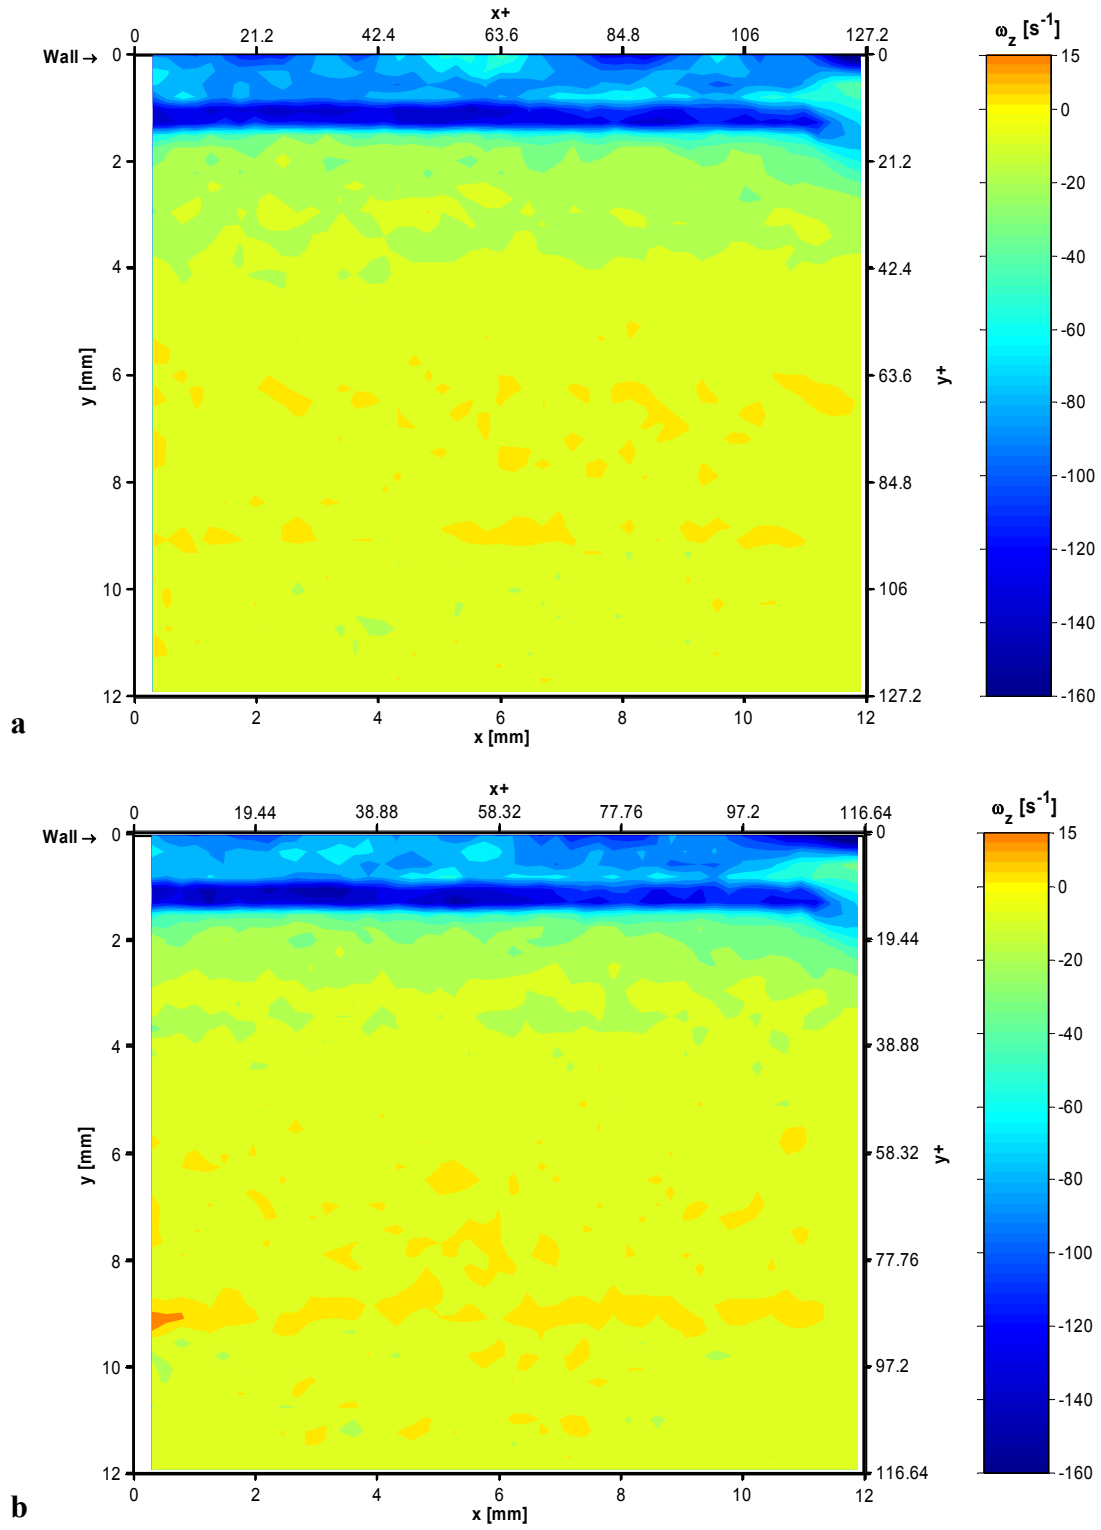 x+
0 21.2 42.4 63.6 84.8 106 127.2
Wall →
0 0
2 21.2
4 42.4
6 63.6
8 84.8
10 106
12 127.2
y [mm]
y+
0 2 4 6 8 10 12
x [mm]
a
ω_z [s⁻¹]
15
0
-20
-40
-60
-80
-100
-120
-140
-160
x+
0 19.44 38.88 58.32 77.76 97.2 116.64
Wall →
0 0
2 19.44
4 38.88
6 58.32
8 77.76
10 97.2
12 116.64
y [mm]
y+
0 2 4 6 8 10 12
x [mm]
b
ω_z [s⁻¹]
15
0
-20
-40
-60
-80
-100
-120
-140
-160